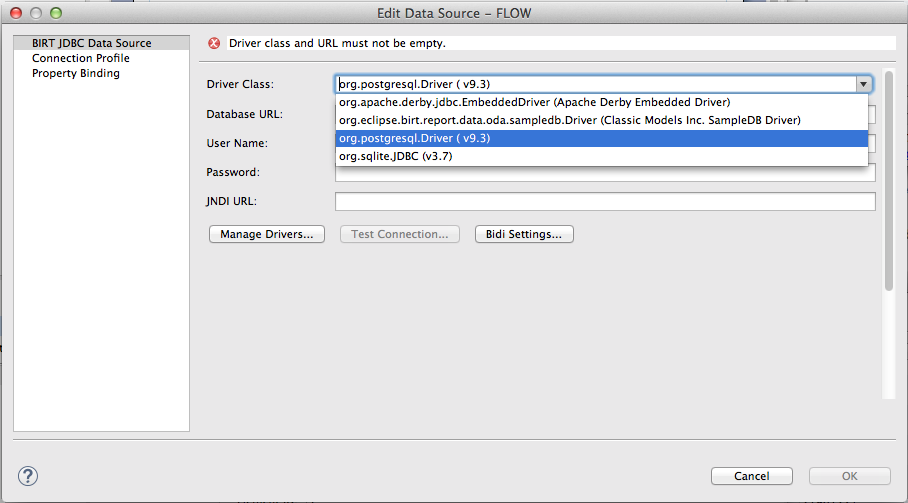 Edit Data Source – FLOW
BIRT JDBC Data Source
Connection Profile
Property Binding
Driver class and URL must not be empty.
Driver Class:
org.postgresql.Driver ( v9.3)
org.apache.derby.jdbc.EmbeddedDriver (Apache Derby Embedded Driver)
Database URL:
org.eclipse.birt.report.data.oda.sampledb.Driver (Classic Models Inc. SampleDB Driver)
User Name:
org.postgresql.Driver ( v9.3)
org.sqlite.JDBC (v3.7)
Password:
JNDI URL:
Manage Drivers...
Test Connection...
Bidi Settings...
?
Cancel
OK